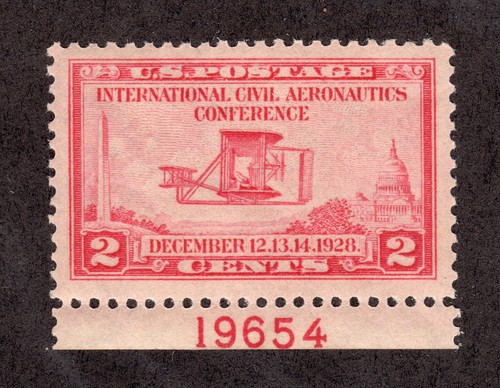 U.S. POSTAGE
INTERNATIONAL CIVIL AERONAUTICS
CONFERENCE
2 DECEMBER 12.13.14.1928. 2
CENTS
19654